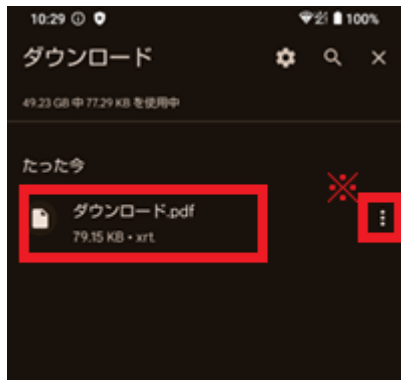 10:29 100%
ダウンロード
49.23 GB 中 77.29 KB を使用中
たった今
※
ダウンロード.pdf
79.15 KB • xrt.